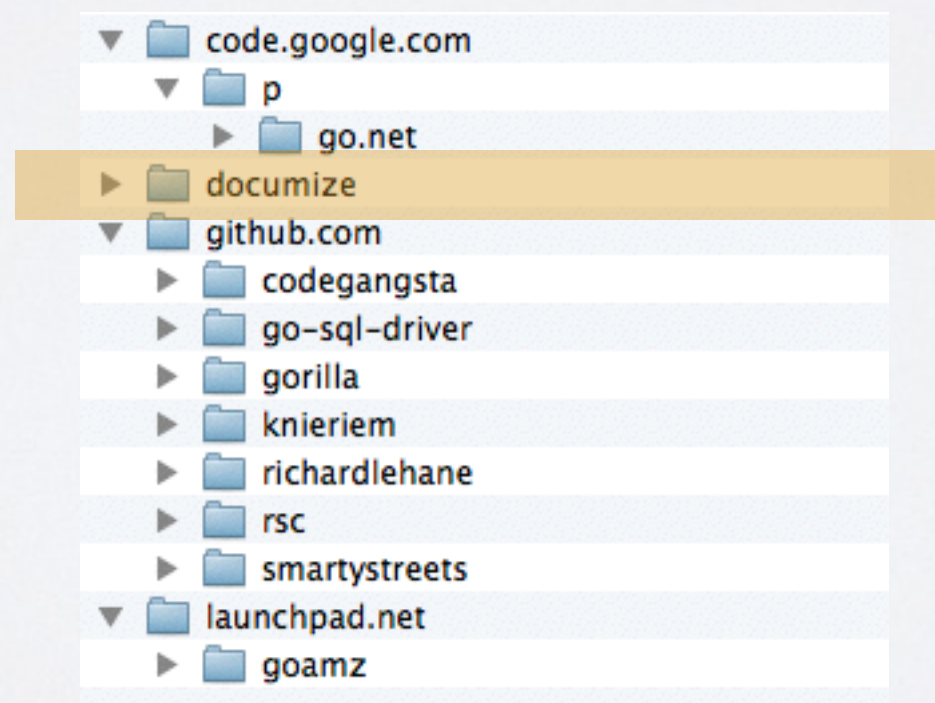 code.google.com
p
go.net
documize
github.com
codegangsta
go-sql-driver
gorilla
knieriem
richardlehane
rsc
smartystreets
launchpad.net
goamz